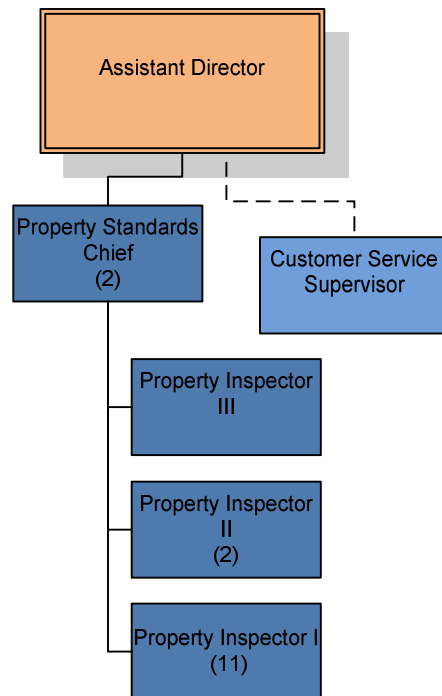 Assistant Director
Property Standards
Chief
(2)
Customer Service
Supervisor
Property Inspector
III
Property Inspector
II
(2)
Property Inspector I
(11)